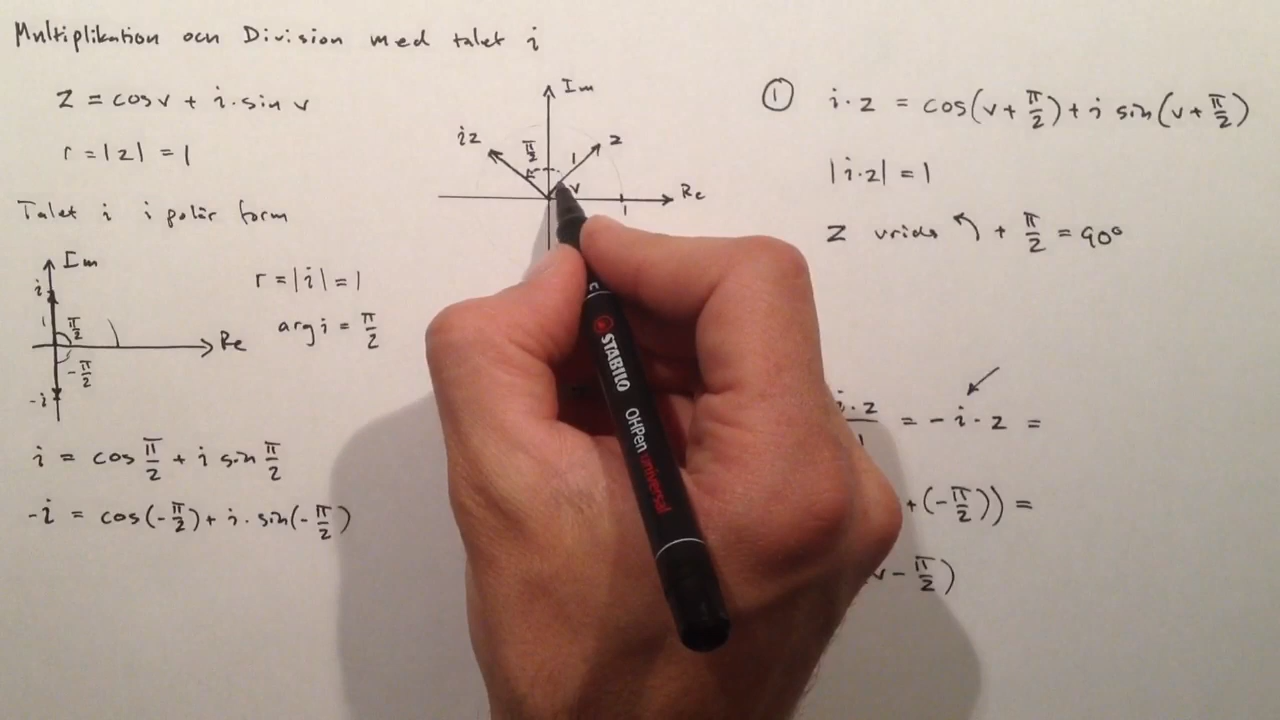 Multiplikation och Division med talet i
z = cos v + i · sin v
r = |z| = 1
Talet i i polär form
Im
i
1
π/2
Re
-π/2
-i
r = |i| = 1
arg i = π/2
i = cos π/2 + i sin π/2
-i = cos(-π/2) + i · sin(-π/2)
Im
iz
π/2
1
z
v
Re
1
STABILO OHPen universal
① i · z = cos(v + π/2) + i sin(v + π/2)
|i · z| = 1
z vrids + π/2 = 90°
i · z = - i · z =
+ (-π/2)) =
v - π/2)